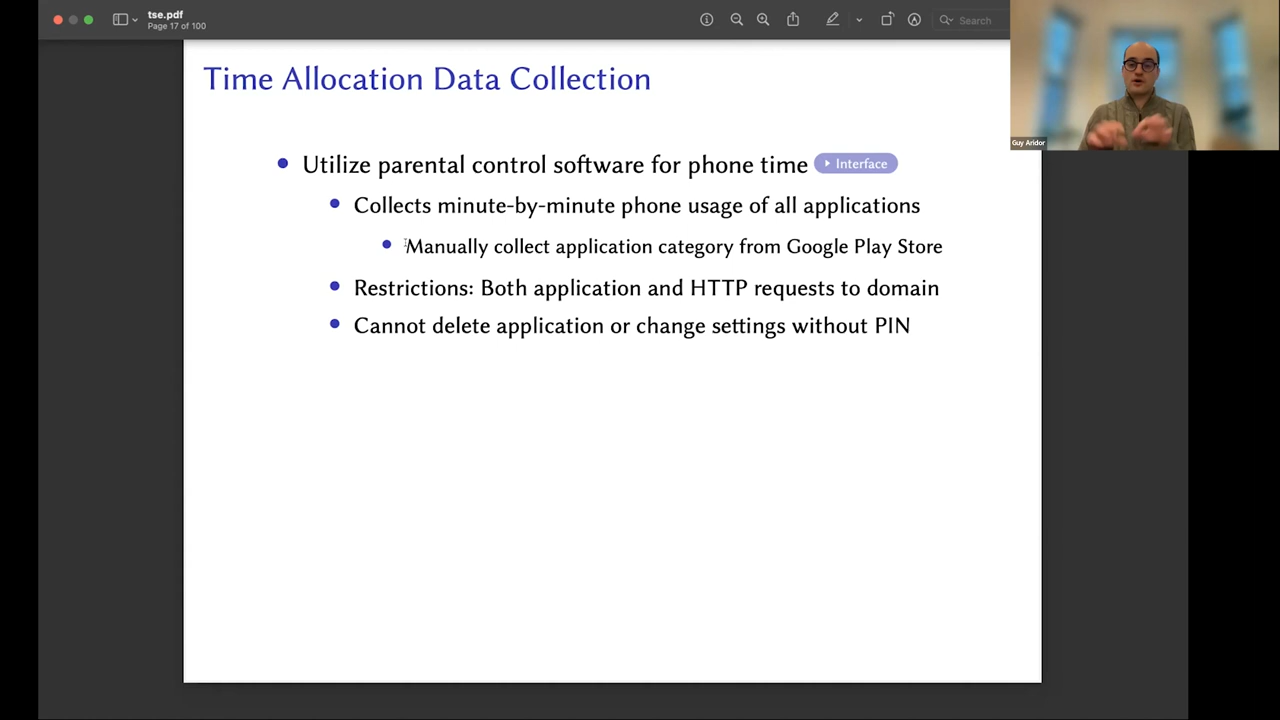 tse.pdf
Page 17 of 100
Search
Guy Aridor
Time Allocation Data Collection
Utilize parental control software for phone time Interface
Collects minute-by-minute phone usage of all applications
Manually collect application category from Google Play Store
Restrictions: Both application and HTTP requests to domain
Cannot delete application or change settings without PIN